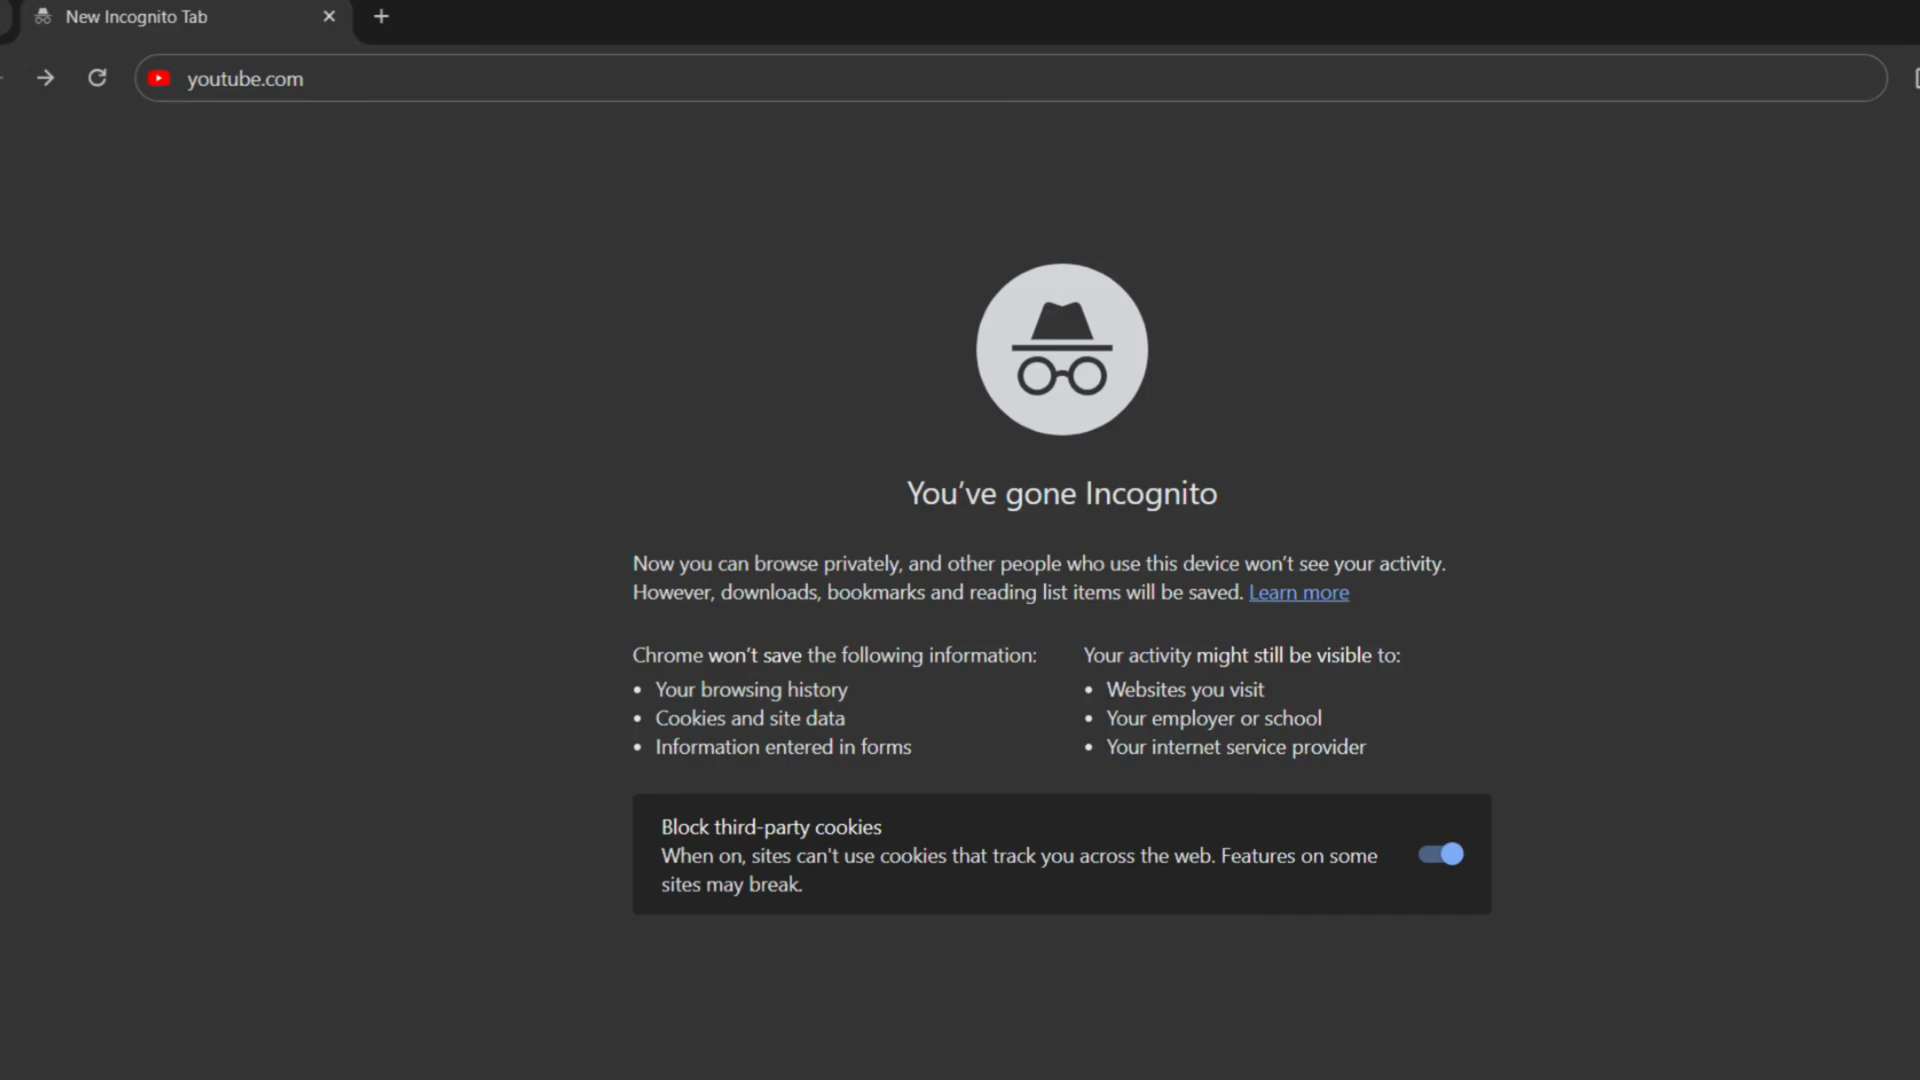 New Incognito Tab
youtube.com
You’ve gone Incognito
Now you can browse privately, and other people who use this device won’t see your activity.
However, downloads, bookmarks and reading list items will be saved. Learn more
Chrome won’t save the following information:
Your browsing history
Cookies and site data
Information entered in forms
Your activity might still be visible to:
Websites you visit
Your employer or school
Your internet service provider
Block third-party cookies
When on, sites can't use cookies that track you across the web. Features on some
sites may break.